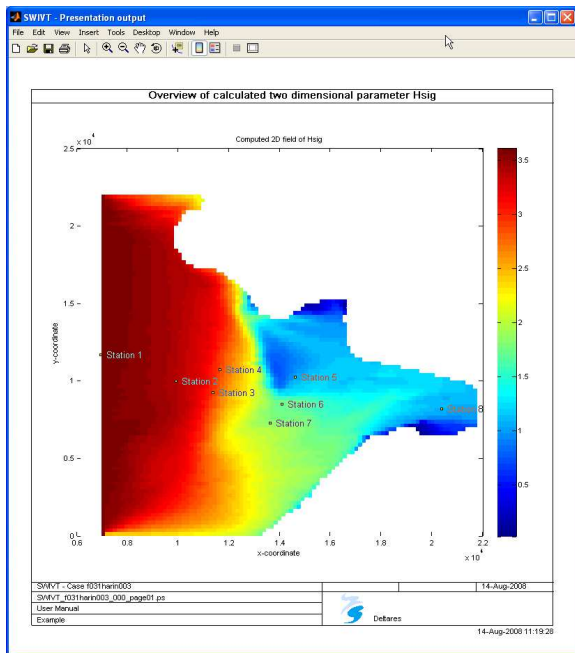 SWIVT - Presentation output
File Edit View Insert Tools Desktop Window Help
Overview of calculated two dimensional parameter Hsig
Computed 2D field of Hsig
x 10^4
2.5
2
1.5
1
0.5
0
Y-coordinate
Station 1
Station 2
Station 3
Station 4
Station 5
Station 6
Station 7
Station 8
0.6 0.8 1 1.2 1.4 1.6 1.8 2 2.2
x-coordinate
x 10^4
3.5
3
2.5
2
1.5
1
0.5
SWIVT - Case f031harin003
14-Aug-2008
SWIVT_f031harin003_000_page01.ps
User Manual
Example
Deltares
14-Aug-2008 11:19:28